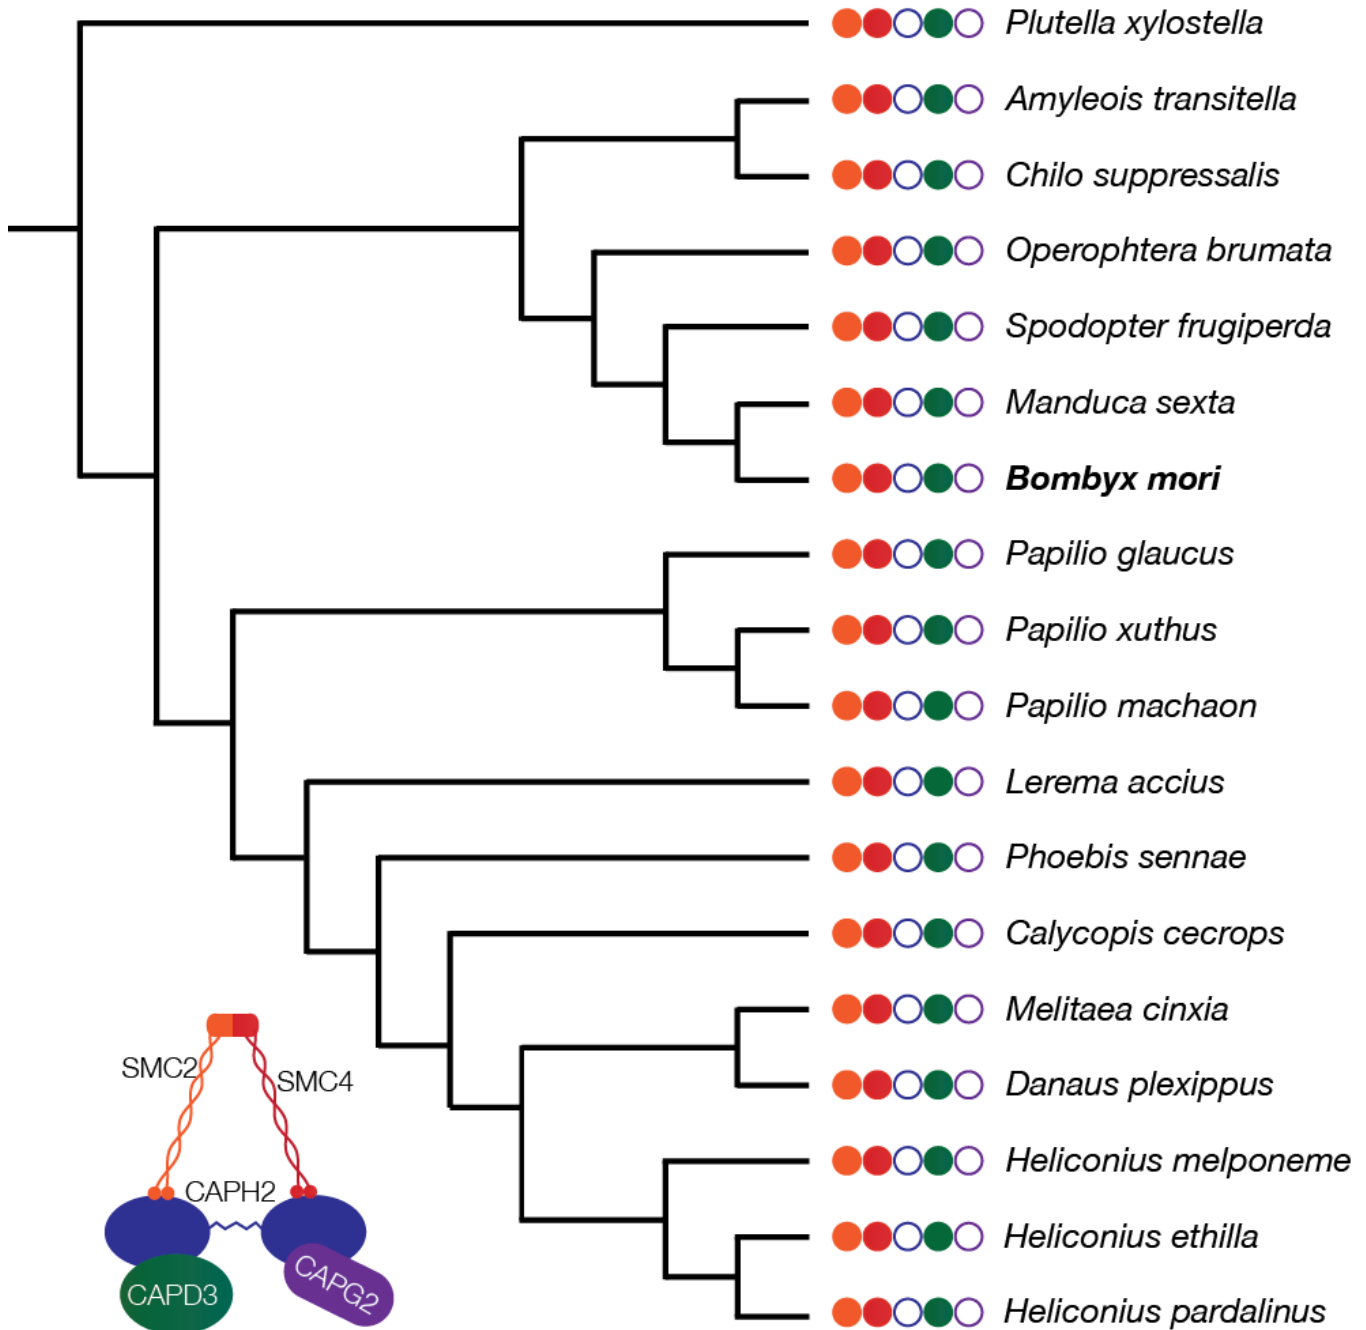 Plutella xylostella
Amyleois transitella
Chilo suppressalis
Operophtera brumata
Spodopter frugiperda
Manduca sexta
Bombyx mori
Papilio glaucus
Papilio xuthus
Papilio machaon
Lerema accius
Phoebis sennae
Calycopis cecrops
Melitaea cinxia
Danaus plexippus
Heliconius melponeme
Heliconius ethilla
Heliconius pardalinus
SMC2
SMC4
CAPH2
CAPD3
CAPG2